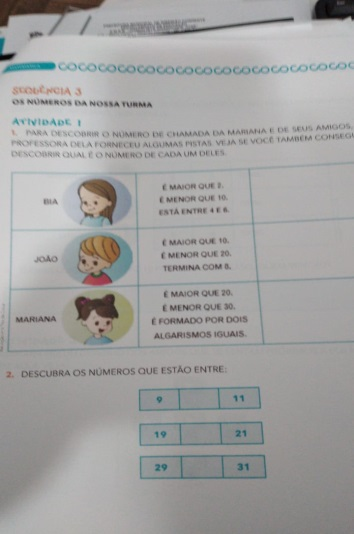 SEQUÊNCIA 3
OS NÚMEROS DA NOSSA TURMA
ATIVIDADE 1
1. PARA DESCOBRIR O NÚMERO DE CHAMADA DA MARIANA E DE SEUS AMIGOS,
PROFESSORA DELA FORNECEU ALGUMAS PISTAS. VEJA SE VOCÊ TAMBÉM CONSEGU
DESCOBRIR QUAL É O NÚMERO DE CADA UM DELES.
BIA
É MAIOR QUE 2.
É MENOR QUE 10.
ESTÁ ENTRE 4 E 6.
JOÃO
É MAIOR QUE 10.
É MENOR QUE 20.
TERMINA COM 8.
MARIANA
É MAIOR QUE 20.
É MENOR QUE 30.
É FORMADO POR DOIS
ALGARISMOS IGUAIS.
2. DESCUBRA OS NÚMEROS QUE ESTÃO ENTRE:
9 11
19 21
29 31